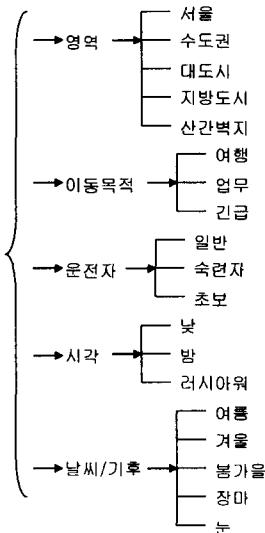 서울
영역
수도권
대도시
지방도시
산간벽지
여행
이동목적
업무
긴급
일반
운전자
숙련자
초보
낮
시각
밤
러시아워
여름
겨울
날씨/기후
봄가을
장마
눈